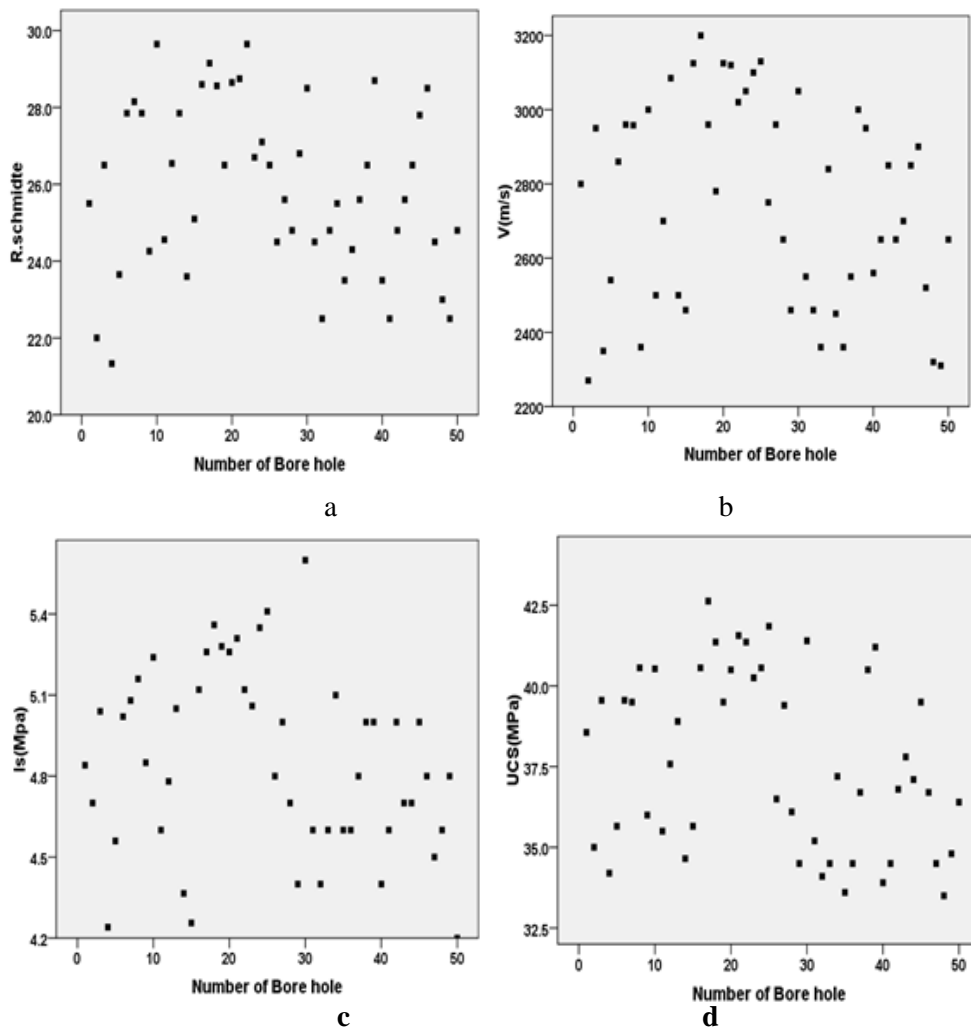 30.0
28.0
26.0
24.0
22.0
20.0
R.schmidte
0 10 20 30 40 50
Number of Bore hole
a
3200
3000
2800
2600
2400
2200
V(m/s)
0 10 20 30 40 50
Number of Bore hole
b
5.4
5.1
4.8
4.5
4.2
Is(Mpa)
0 10 20 30 40 50
Number of Bore hole
c
42.5
40.0
37.5
35.0
32.5
UCS(MPa)
0 10 20 30 40 50
Number of Bore hole
d